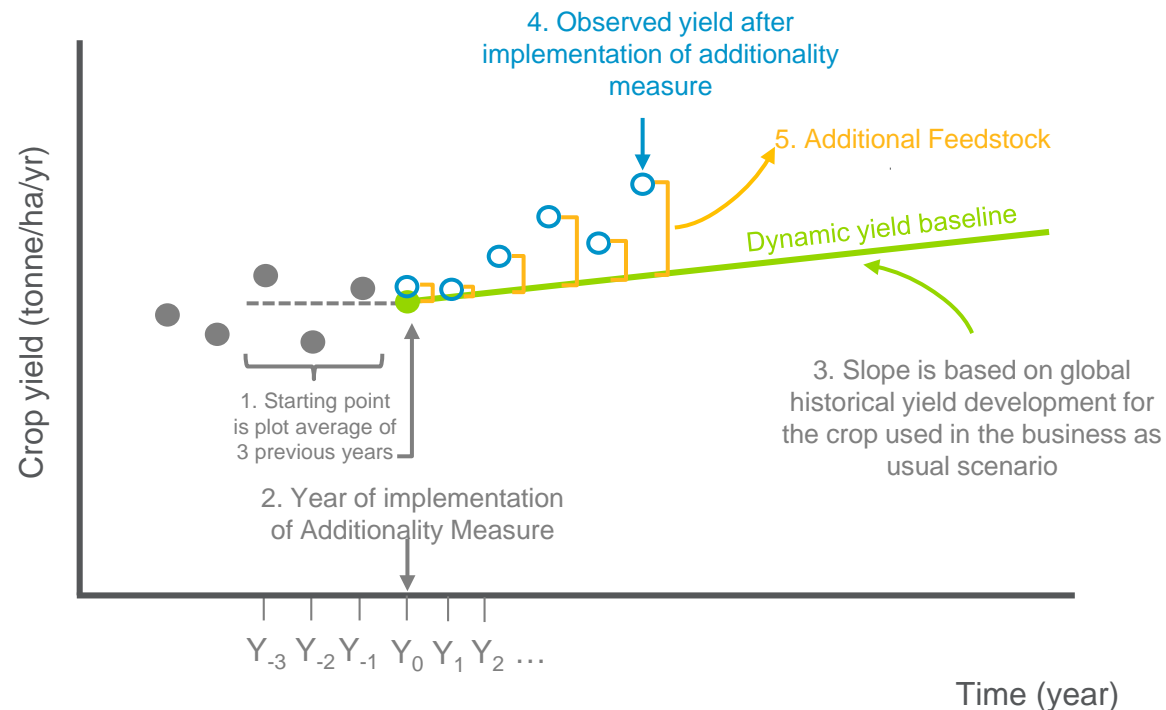 4. Observed yield after
implementation of additionality
measure
5. Additional Feedstock
Crop yield (tonne/ha/yr)
Dynamic yield baseline
1. Starting point
is plot average of
3 previous years
3. Slope is based on global
historical yield development for
the crop used in the business as
usual scenario
2. Year of implementation
of Additionality Measure
Y₋₃ Y₋₂ Y₋₁ Y₀ Y₁ Y₂ …
Time (year)